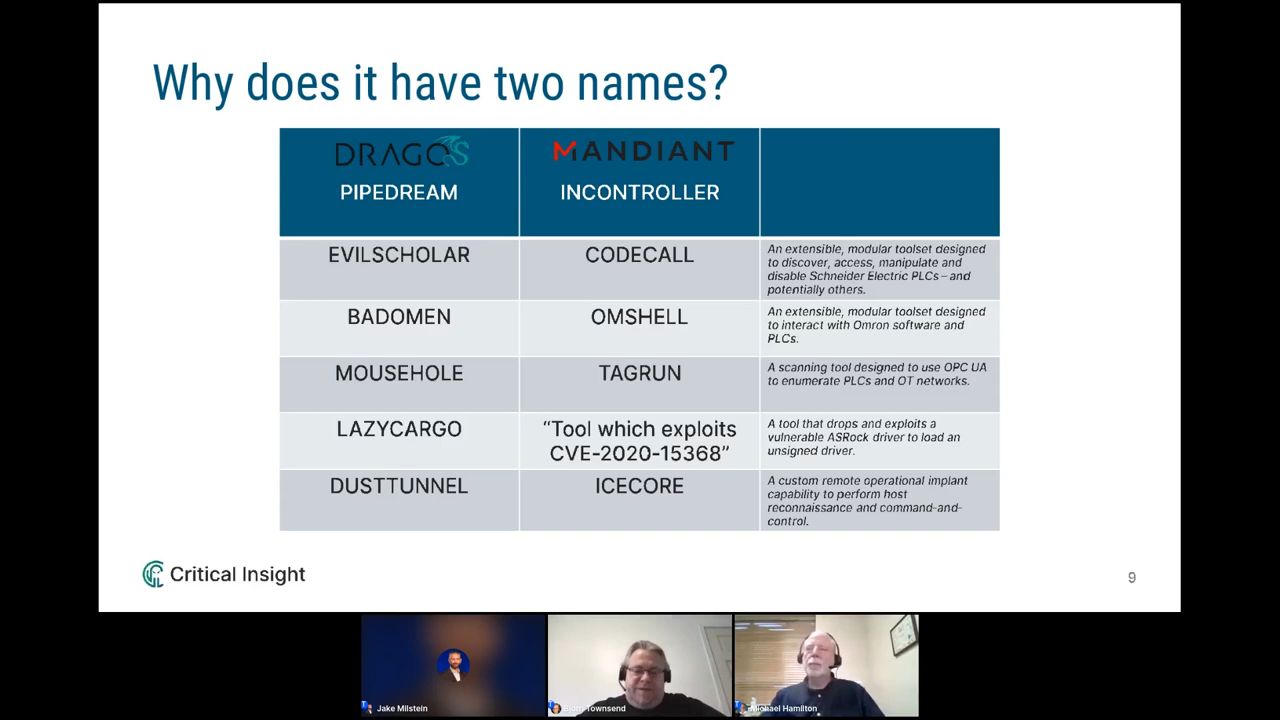 Why does it have two names?
DRAGOS
MANDIANT
PIPEDREAM
INCONTROLLER
EVILSCHOLAR
CODECALL
An extensible, modular toolset designed
to discover, access, manipulate and
disable Schneider Electric PLCs – and
potentially others.
BADOMEN
OMSHELL
An extensible, modular toolset designed
to interact with Omron software and
PLCs.
MOUSEHOLE
TAGRUN
A scanning tool designed to use OPC UA
to enumerate PLCs and OT networks.
LAZYCARGO
“Tool which exploits
CVE-2020-15368”
A tool that drops and exploits a
vulnerable ASRock driver to load an
unsigned driver.
DUSTTUNNEL
ICECORE
A custom remote operational implant
capability to perform host
reconnaissance and command-and-
control.
Critical Insight
9
Jake Milstein
Townsend
Michael Hamilton